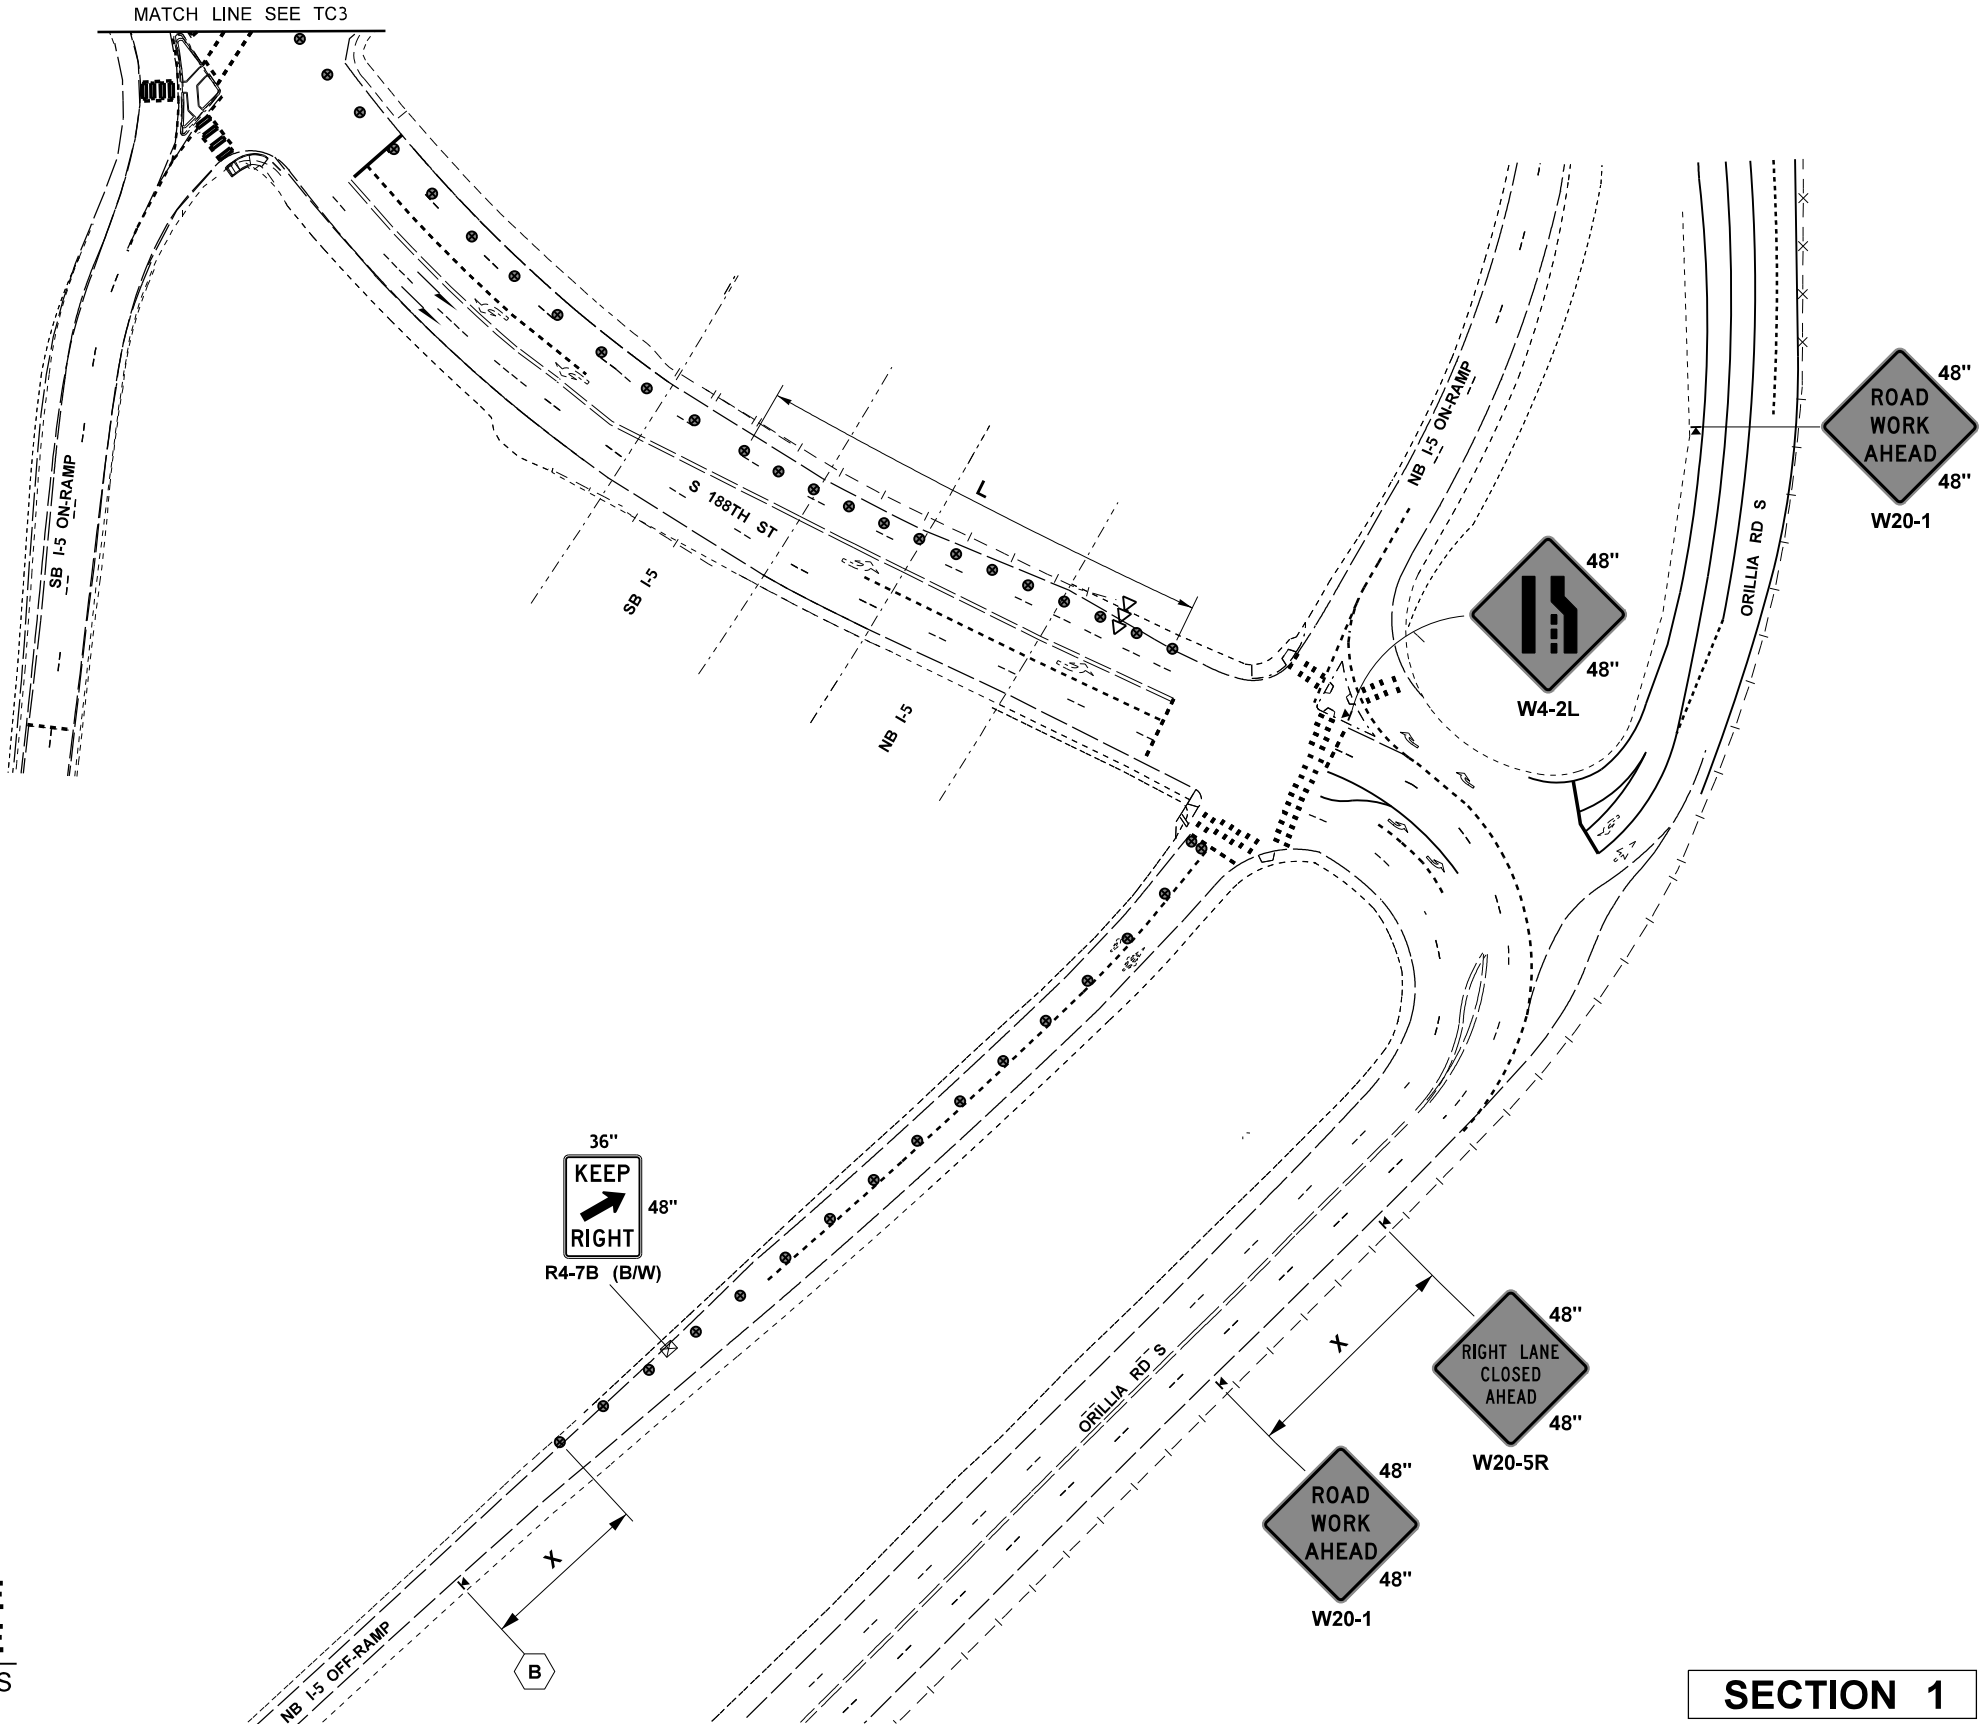 MATCH LINE SEE TC3
SB I-5 ON-RAMP
S 188TH ST
L
SB I-5
NB I-5
NB I-5 ON-RAMP
ORILLIA RD S
ROAD
WORK
AHEAD
48"
48"
W20-1
48"
48"
W4-2L
36"
KEEP
RIGHT
48"
R4-7B (B/W)
X
B
NB I-5 OFF-RAMP
ORILLIA RD S
X
RIGHT LANE
CLOSED
AHEAD
48"
48"
W20-5R
ROAD
WORK
AHEAD
48"
48"
W20-1
S
SECTION 1